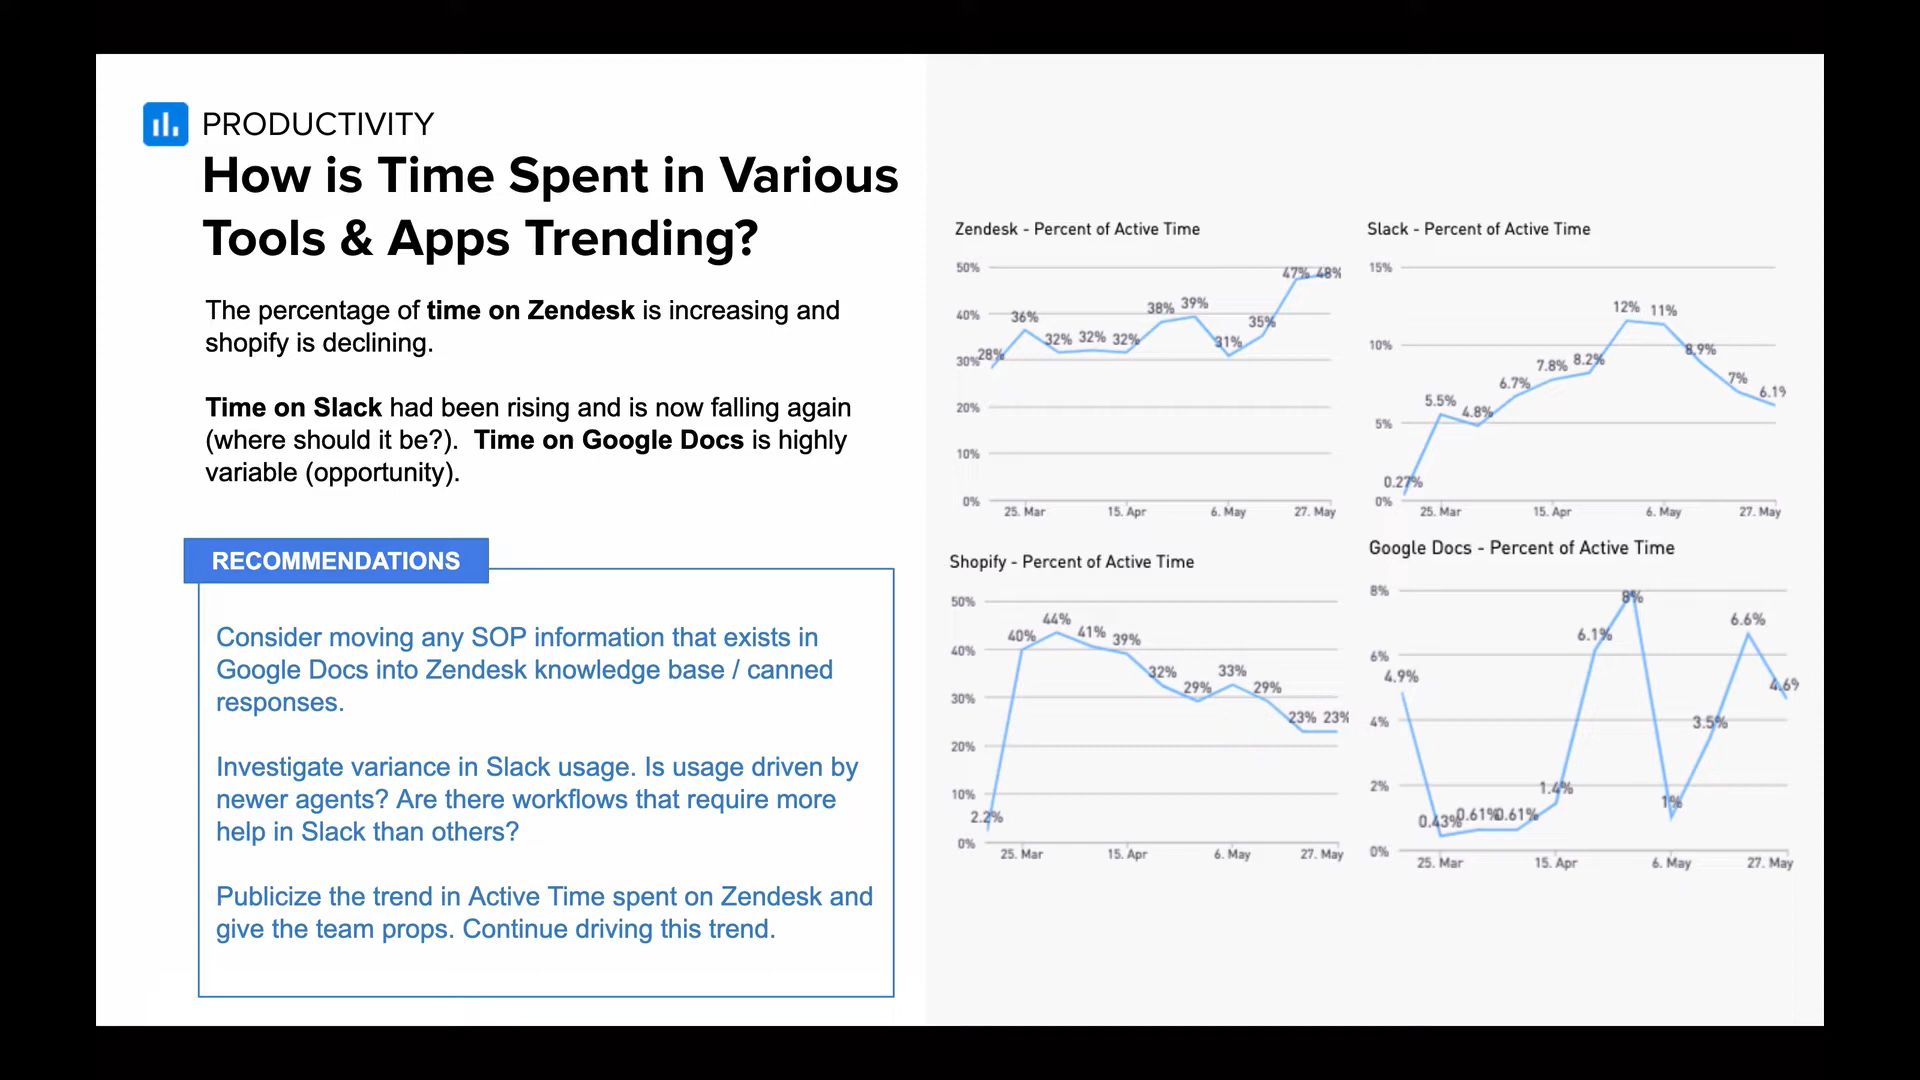 PRODUCTIVITY
How is Time Spent in Various
Tools & Apps Trending?
The percentage of time on Zendesk is increasing and
shopify is declining.
Time on Slack had been rising and is now falling again
(where should it be?).  Time on Google Docs is highly
variable (opportunity).
RECOMMENDATIONS
Consider moving any SOP information that exists in
Google Docs into Zendesk knowledge base / canned
responses.
Investigate variance in Slack usage. Is usage driven by
newer agents? Are there workflows that require more
help in Slack than others?
Publicize the trend in Active Time spent on Zendesk and
give the team props. Continue driving this trend.
Zendesk - Percent of Active Time
50%
40%
30%
20%
10%
0%
28%
36%
32%
32%
32%
38%
39%
31%
35%
47%
48%
25. Mar
15. Apr
6. May
27. May
Slack - Percent of Active Time
15%
10%
5%
0%
0.27%
5.5%
4.8%
6.7%
7.8%
8.2%
12%
11%
8.9%
7%
6.1%
25. Mar
15. Apr
6. May
27. May
Shopify - Percent of Active Time
50%
40%
30%
20%
10%
0%
2.2%
40%
44%
41%
39%
32%
29%
33%
29%
23%
23%
25. Mar
15. Apr
6. May
27. May
Google Docs - Percent of Active Time
8%
6%
4%
2%
0%
4.9%
0.43%
0.61%
0.61%
1.4%
6.1%
8%
1%
3.5%
6.6%
4.6%
25. Mar
15. Apr
6. May
27. May